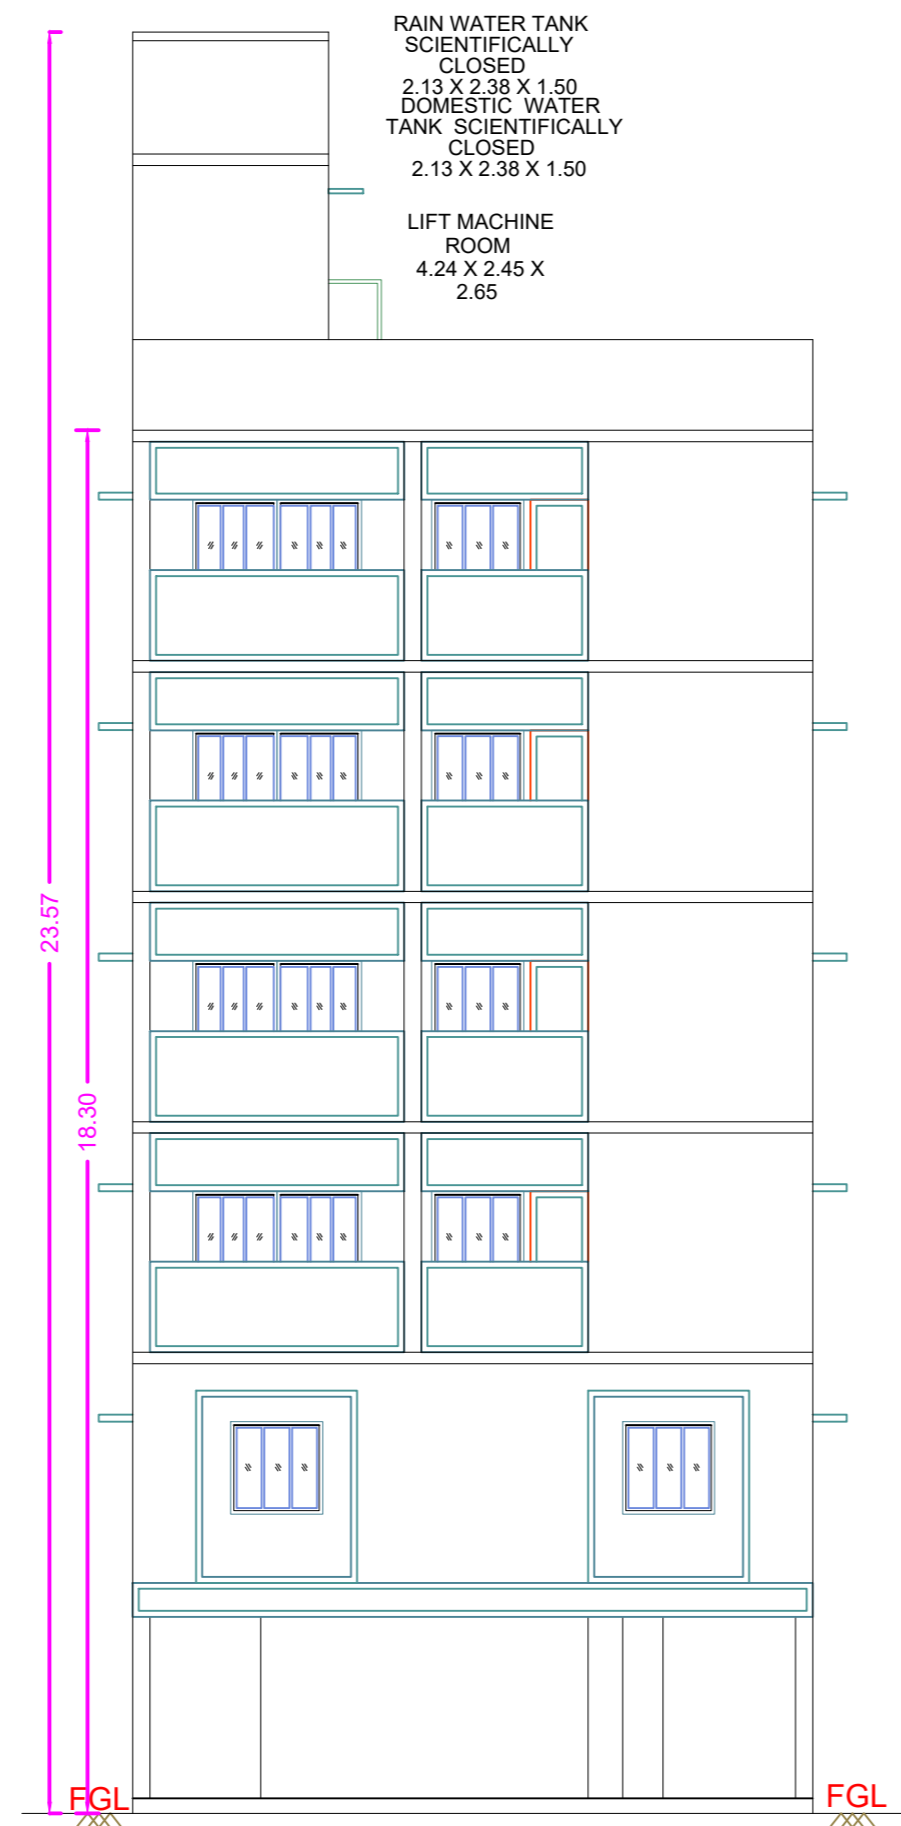 RAIN WATER TANK
SCIENTIFICALLY
CLOSED
2.13 X 2.38 X 1.50
DOMESTIC WATER
TANK SCIENTIFICALLY
CLOSED
2.13 X 2.38 X 1.50
LIFT MACHINE
ROOM
4.24 X 2.45 X
2.65
23.57
18.30
FGL
FGL